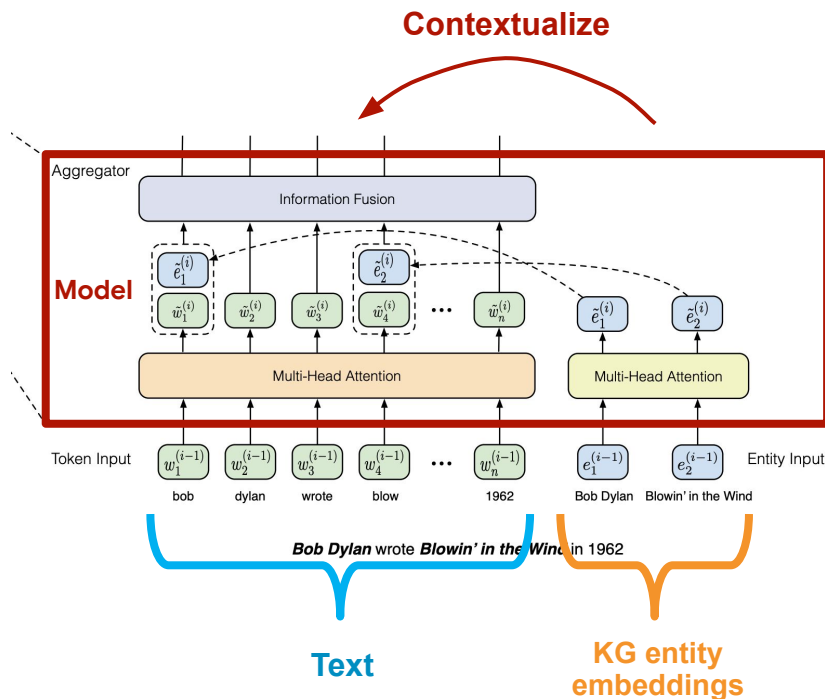 Contextualize
Aggregator
Information Fusion
Model
ẽ₁⁽ⁱ⁾ ẽ₂⁽ⁱ⁾
w̃₁⁽ⁱ⁾ w̃₂⁽ⁱ⁾ w̃₃⁽ⁱ⁾ w̃₄⁽ⁱ⁾ ... w̃ₙ⁽ⁱ⁾ ẽ₁⁽ⁱ⁾ ẽ₂⁽ⁱ⁾
Multi-Head Attention Multi-Head Attention
Token Input w₁⁽ⁱ⁻¹⁾ w₂⁽ⁱ⁻¹⁾ w₃⁽ⁱ⁻¹⁾ w₄⁽ⁱ⁻¹⁾ ... wₙ⁽ⁱ⁻¹⁾ e₁⁽ⁱ⁻¹⁾ e₂⁽ⁱ⁻¹⁾ Entity Input
bob dylan wrote blow 1962 Bob Dylan Blowin' in the Wind
Bob Dylan wrote Blowin' in the Wind in 1962
Text
KG entity
embeddings